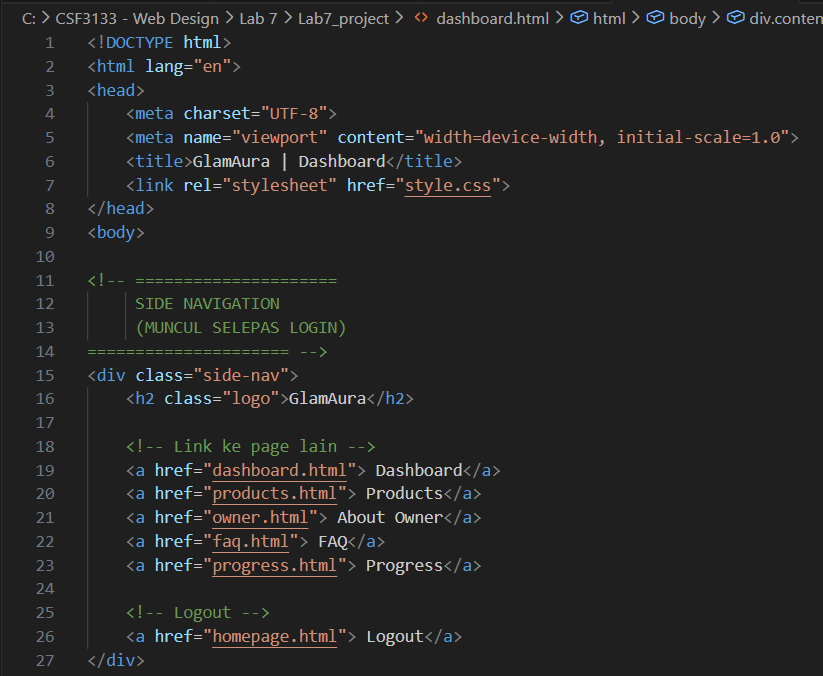 C: > CSF3133 - Web Design > Lab 7 > Lab7_project > <> dashboard.html > html > body > div.conten
1 <!DOCTYPE html>
2 <html lang="en">
3 <head>
4     <meta charset="UTF-8">
5     <meta name="viewport" content="width=device-width, initial-scale=1.0">
6     <title>GlamAura | Dashboard</title>
7     <link rel="stylesheet" href="style.css">
8 </head>
9 <body>
10
11 <!-- =====================
12      SIDE NAVIGATION
13      (MUNCUL SELEPAS LOGIN)
14 ===================== -->
15 <div class="side-nav">
16     <h2 class="logo">GlamAura</h2>
17
18     <!-- Link ke page lain -->
19     <a href="dashboard.html"> Dashboard</a>
20     <a href="products.html"> Products</a>
21     <a href="owner.html"> About Owner</a>
22     <a href="faq.html"> FAQ</a>
23     <a href="progress.html"> Progress</a>
24
25     <!-- Logout -->
26     <a href="homepage.html"> Logout</a>
27 </div>